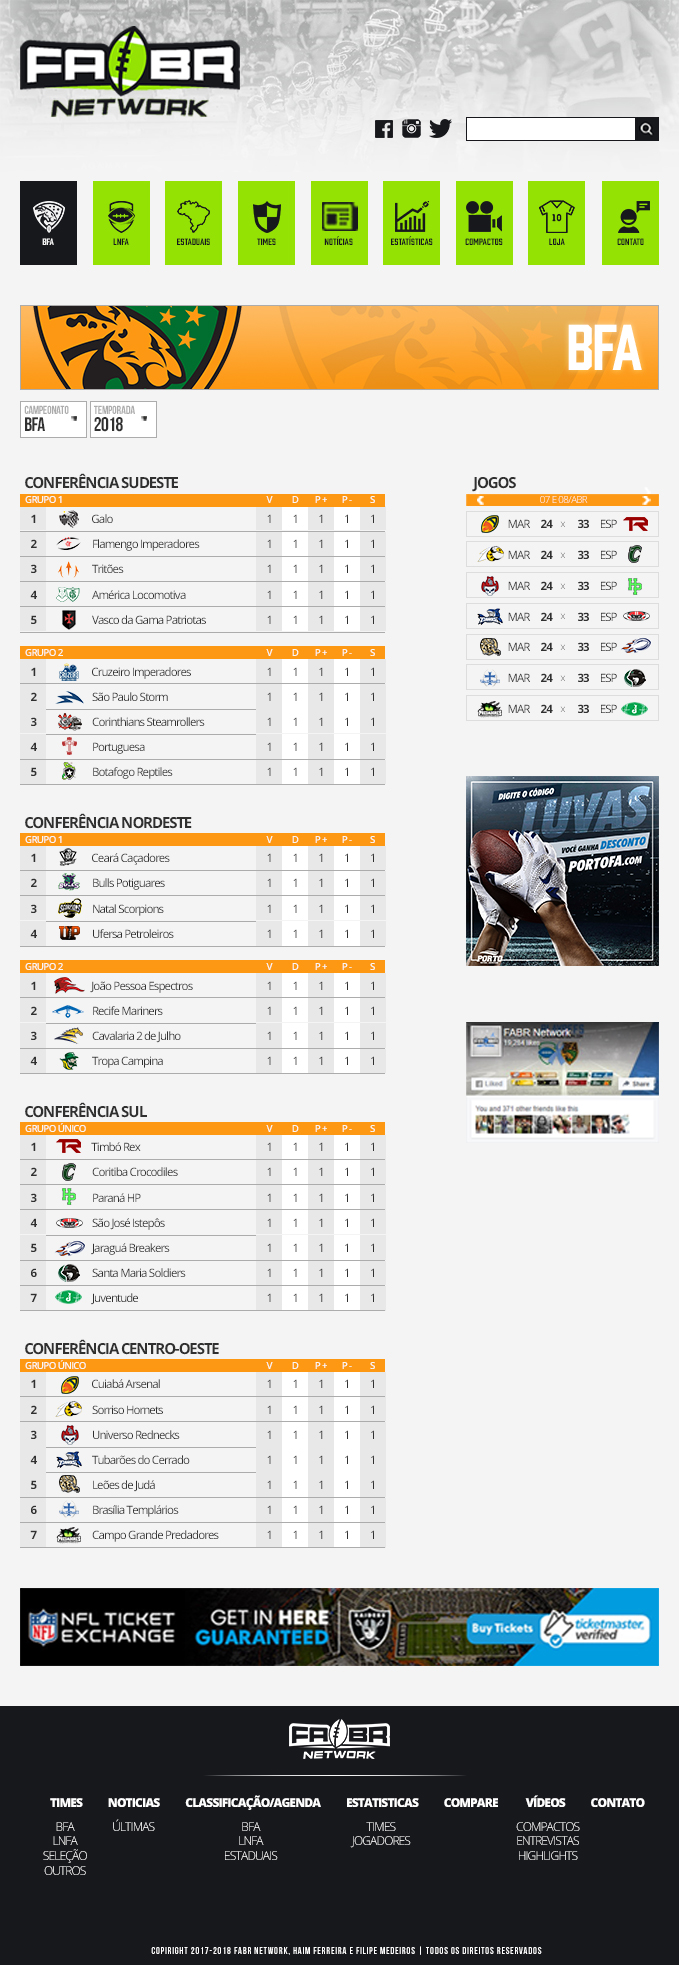 FABR
NETWORK
BFA
LNFA
ESTADUAIS
TIMES
NOTÍCIAS
ESTATÍSTICAS
COMPACTOS
10
LOJA
CONTATO
BFA
CAMPEONATO
BFA
TEMPORADA
2018
CONFERÊNCIA SUDESTE
GRUPO 1 V D P+ P- S
1 Galo 1 1 1 1 1
2 Flamengo Imperadores 1 1 1 1 1
3 Tritões 1 1 1 1 1
4 América Locomotiva 1 1 1 1 1
5 Vasco da Gama Patriotas 1 1 1 1 1
GRUPO 2 V D P+ P- S
1 Cruzeiro Imperadores 1 1 1 1 1
2 São Paulo Storm 1 1 1 1 1
3 Corinthians Steamrollers 1 1 1 1 1
4 Portuguesa 1 1 1 1 1
5 Botafogo Reptiles 1 1 1 1 1
CONFERÊNCIA NORDESTE
GRUPO 1 V D P+ P- S
1 Ceará Caçadores 1 1 1 1 1
2 Bulls Potiguares 1 1 1 1 1
3 Natal Scorpions 1 1 1 1 1
4 UP Ufersa Petroleiros 1 1 1 1 1
GRUPO 2 V D P+ P- S
1 João Pessoa Espectros 1 1 1 1 1
2 Recife Mariners 1 1 1 1 1
3 Cavalaria 2 de Julho 1 1 1 1 1
4 Tropa Campina 1 1 1 1 1
CONFERÊNCIA SUL
GRUPO ÚNICO V D P+ P- S
1 TR Timbó Rex 1 1 1 1 1
2 C Coritiba Crocodiles 1 1 1 1 1
3 HP Paraná HP 1 1 1 1 1
4 São José Istepôs 1 1 1 1 1
5 Jaraguá Breakers 1 1 1 1 1
6 Santa Maria Soldiers 1 1 1 1 1
7 J Juventude 1 1 1 1 1
CONFERÊNCIA CENTRO-OESTE
GRUPO ÚNICO V D P+ P- S
1 Cuiabá Arsenal 1 1 1 1 1
2 Sorriso Hornets 1 1 1 1 1
3 Universo Rednecks 1 1 1 1 1
4 Tubarões do Cerrado 1 1 1 1 1
5 Leões de Judá 1 1 1 1 1
6 Brasília Templários 1 1 1 1 1
7 Campo Grande Predadores 1 1 1 1 1
JOGOS
07 E 08/ABR
MAR 24 x 33 ESP TR
MAR 24 x 33 ESP C
MAR 24 x 33 ESP HP
MAR 24 x 33 ESP
MAR 24 x 33 ESP
MAR 24 x 33 ESP
MAR 24 x 33 ESP J
DIGITE O CÓDIGO
LUVAS
VOCÊ GANHA DESCONTO
PORTOFA.COM
PORTO
FABR Network
19,284 likes
Liked
Share
You and 371 other friends like this
NFL
NFL TICKET
EXCHANGE
GET IN HERE
GUARANTEED
RAIDERS
Buy Tickets
ticketmaster
verified
FABR
NETWORK
TIMES
BFA
LNFA
SELEÇÃO
OUTROS
NOTICIAS
ÚLTIMAS
CLASSIFICAÇÃO/AGENDA
BFA
LNFA
ESTADUAIS
ESTATISTICAS
TIMES
JOGADORES
COMPARE
VÍDEOS
COMPACTOS
ENTREVISTAS
HIGHLIGHTS
CONTATO
COPIRIGHT 2017-2018 FABR NETWORK, HAIM FERREIRA E FILIPE MEDEIROS | TODOS OS DIREITOS RESERVADOS